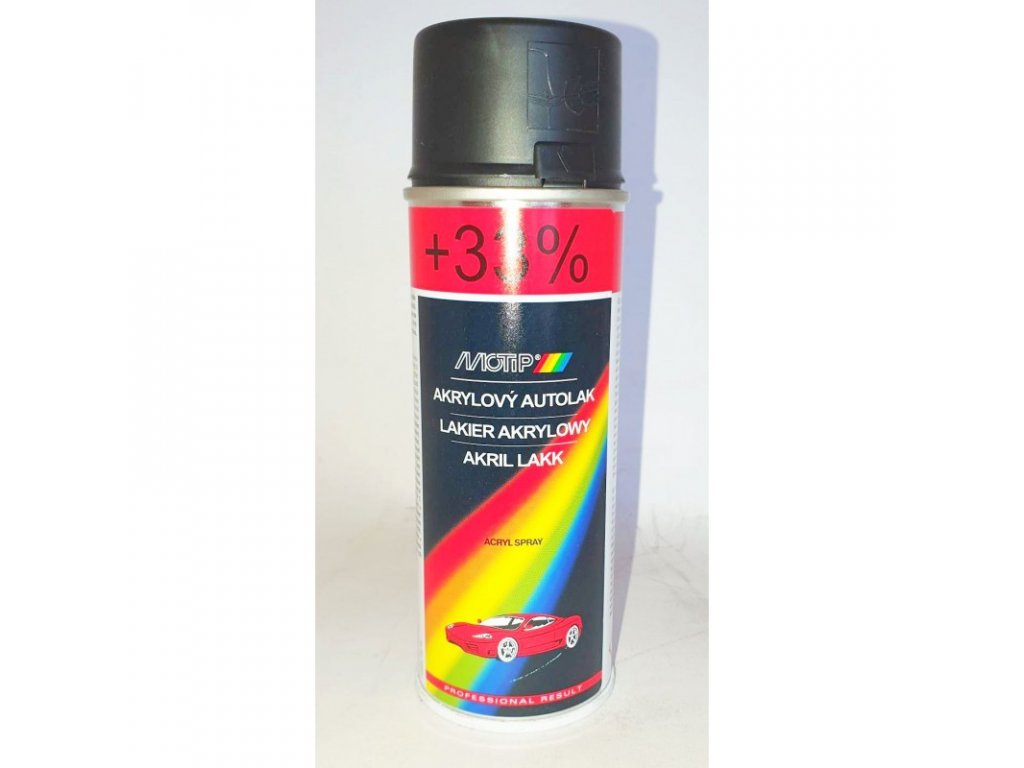 +33%
MOTIP®
AKRYLOVÝ AUTOLAK
LAKIER AKRYLOWY
AKRIL LAKK
ACRYL SPRAY
PROFESSIONAL RESULT